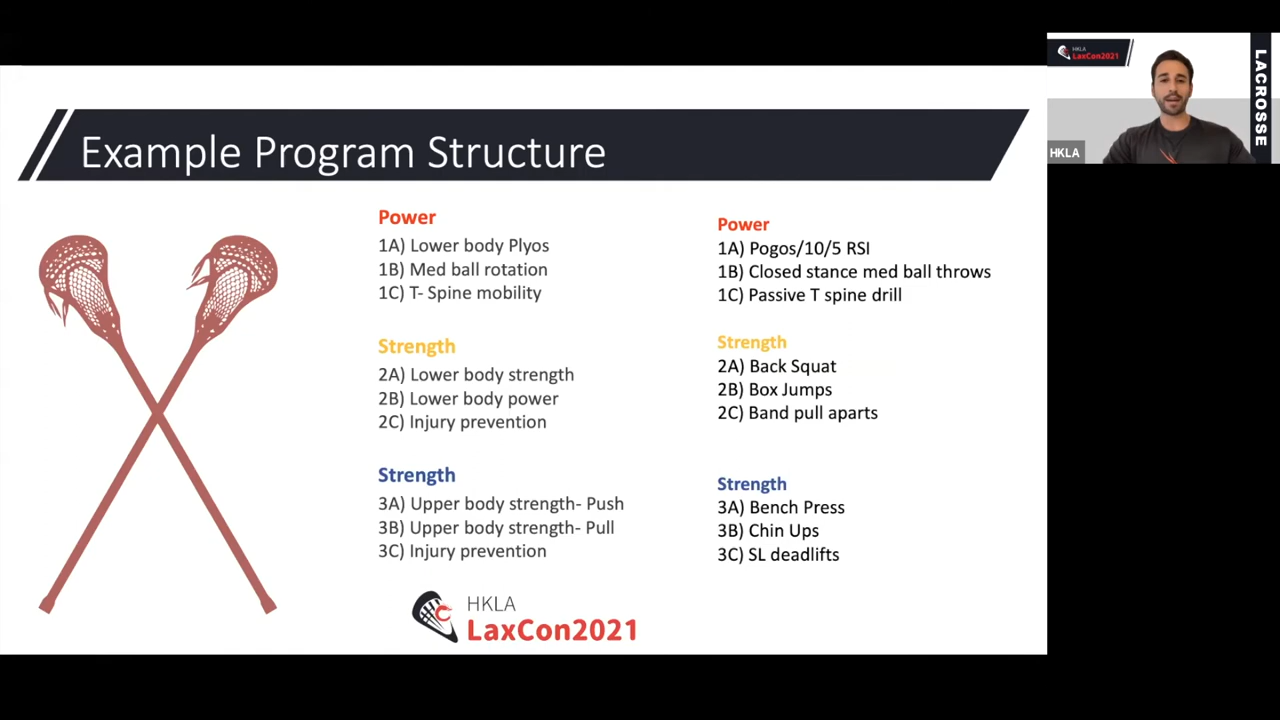 Example Program Structure
Power
1A) Lower body Plyos
1B) Med ball rotation
1C) T- Spine mobility
Strength
2A) Lower body strength
2B) Lower body power
2C) Injury prevention
Strength
3A) Upper body strength- Push
3B) Upper body strength- Pull
3C) Injury prevention
Power
1A) Pogos/10/5 RSI
1B) Closed stance med ball throws
1C) Passive T spine drill
Strength
2A) Back Squat
2B) Box Jumps
2C) Band pull aparts
Strength
3A) Bench Press
3B) Chin Ups
3C) SL deadlifts
HKLA
LaxCon2021
HKLA
LaxCon2021
LACROSSE
HKLA